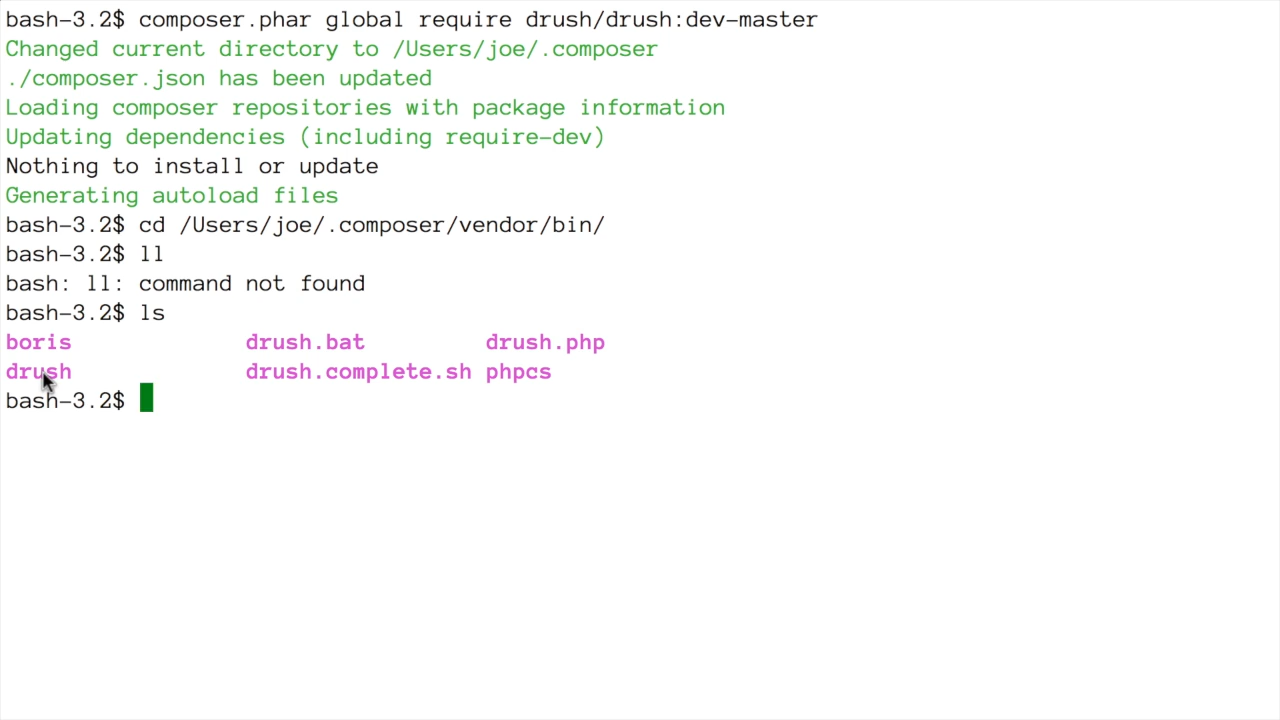 bash-3.2$ composer.phar global require drush/drush:dev-master
Changed current directory to /Users/joe/.composer
./composer.json has been updated
Loading composer repositories with package information
Updating dependencies (including require-dev)
Nothing to install or update
Generating autoload files
bash-3.2$ cd /Users/joe/.composer/vendor/bin/
bash-3.2$ ll
bash: ll: command not found
bash-3.2$ ls
boris drush.bat drush.php
drush drush.complete.sh phpcs
bash-3.2$